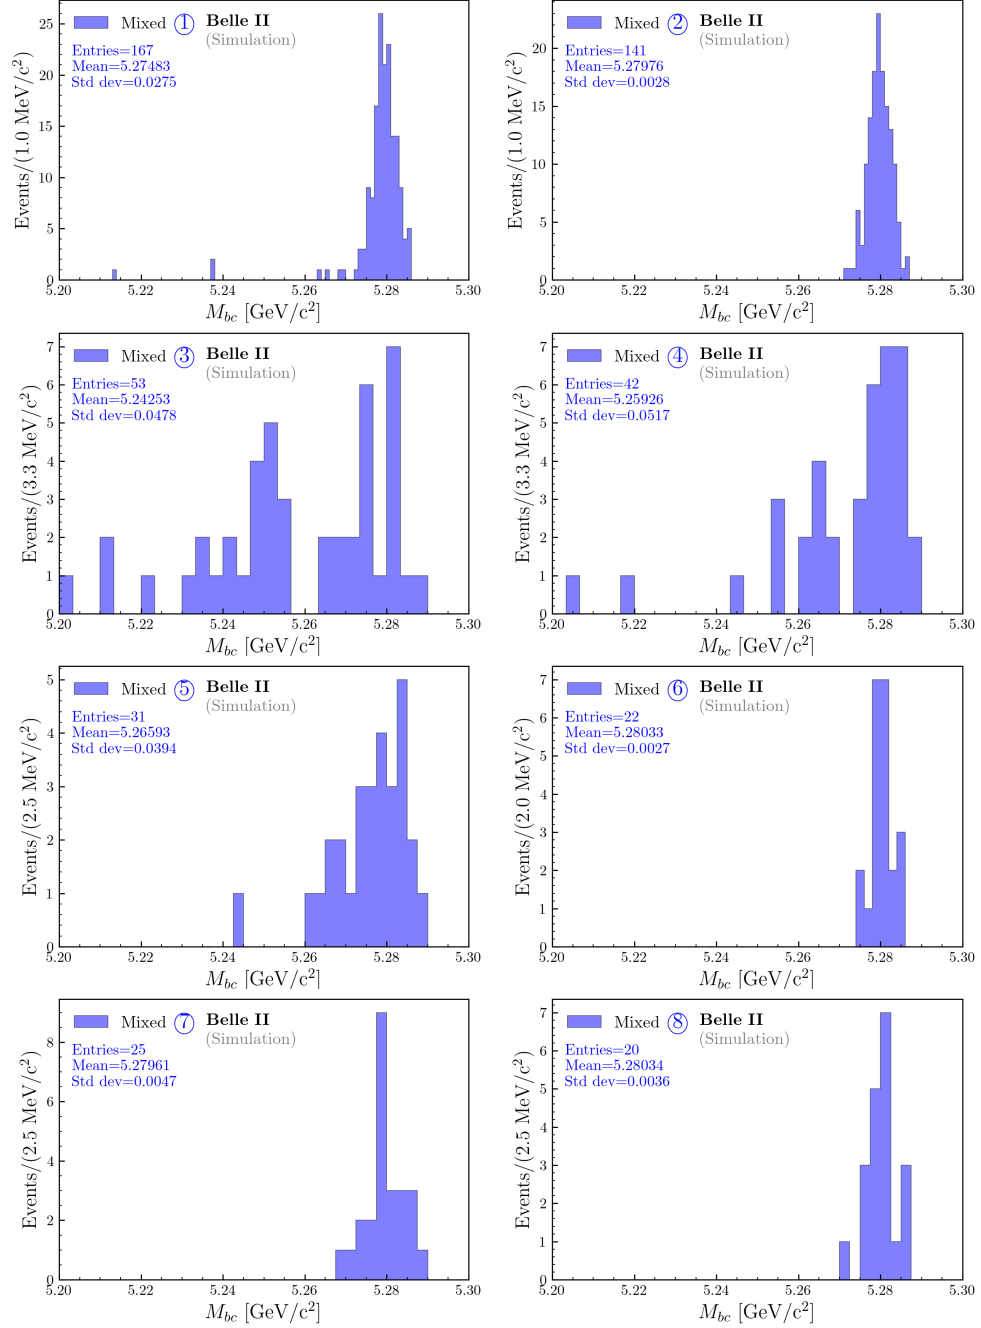 Mixed ① Belle II
(Simulation)
Entries=167
Mean=5.27483
Std dev=0.0275
Events/(1.0 MeV/c²)
25
20
15
10
5
0
5.20 5.22 5.24 5.26 5.28 5.30
M_bc [GeV/c²]
Mixed ② Belle II
(Simulation)
Entries=141
Mean=5.27976
Std dev=0.0028
Events/(1.0 MeV/c²)
20
15
10
5
0
5.20 5.22 5.24 5.26 5.28 5.30
M_bc [GeV/c²]
Mixed ③ Belle II
(Simulation)
Entries=53
Mean=5.24253
Std dev=0.0478
Events/(3.3 MeV/c²)
7
6
5
4
3
2
1
0
5.20 5.22 5.24 5.26 5.28 5.30
M_bc [GeV/c²]
Mixed ④ Belle II
(Simulation)
Entries=42
Mean=5.25926
Std dev=0.0517
Events/(3.3 MeV/c²)
7
6
5
4
3
2
1
0
5.20 5.22 5.24 5.26 5.28 5.30
M_bc [GeV/c²]
Mixed ⑤ Belle II
(Simulation)
Entries=31
Mean=5.26593
Std dev=0.0394
Events/(2.5 MeV/c²)
5
4
3
2
1
0
5.20 5.22 5.24 5.26 5.28 5.30
M_bc [GeV/c²]
Mixed ⑥ Belle II
(Simulation)
Entries=22
Mean=5.28033
Std dev=0.0027
Events/(2.0 MeV/c²)
7
6
5
4
3
2
1
0
5.20 5.22 5.24 5.26 5.28 5.30
M_bc [GeV/c²]
Mixed ⑦ Belle II
(Simulation)
Entries=25
Mean=5.27961
Std dev=0.0047
Events/(2.5 MeV/c²)
8
6
4
2
0
5.20 5.22 5.24 5.26 5.28 5.30
M_bc [GeV/c²]
Mixed ⑧ Belle II
(Simulation)
Entries=20
Mean=5.28034
Std dev=0.0036
Events/(2.5 MeV/c²)
7
6
5
4
3
2
1
0
5.20 5.22 5.24 5.26 5.28 5.30
M_bc [GeV/c²]